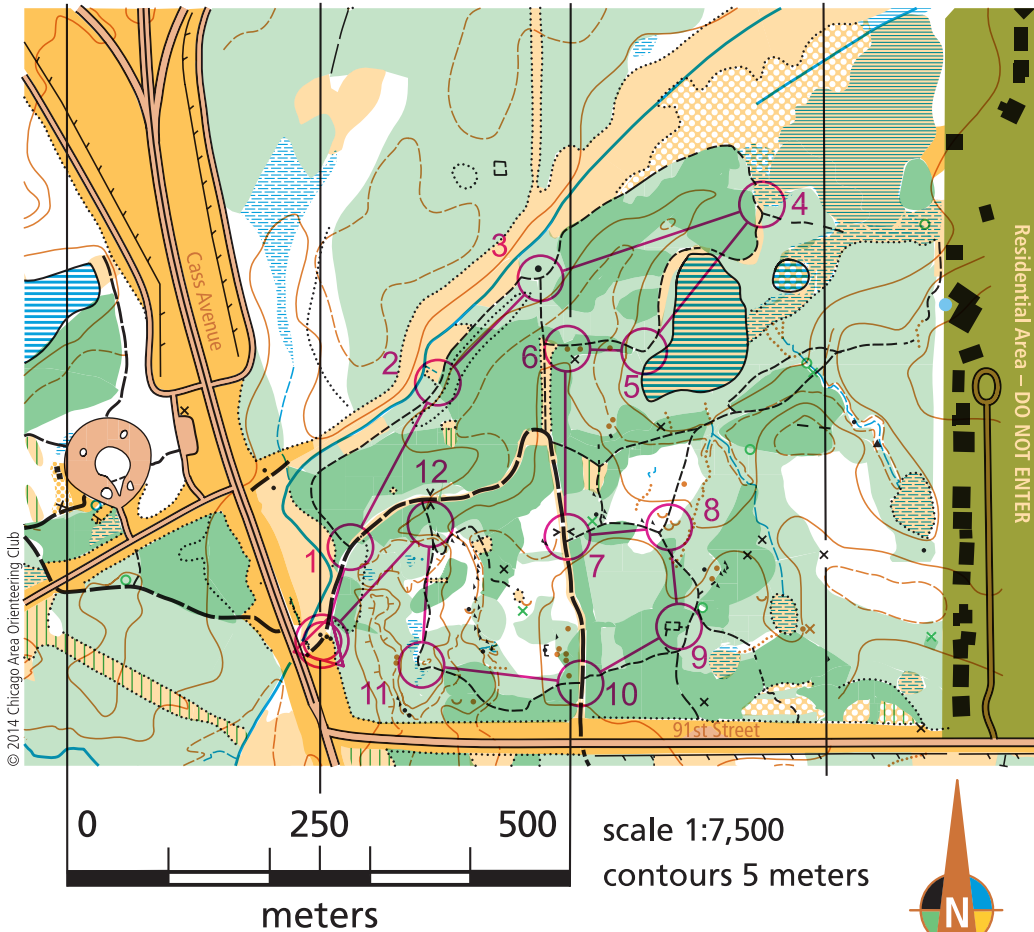 Cass Avenue
Residential Area – DO NOT ENTER
© 2014 Chicago Area Orienteering Club
4
3
2
6
5
12
1
7
8
9
11
10
91st Street
0 250 500
scale 1:7,500
contours 5 meters
meters
N